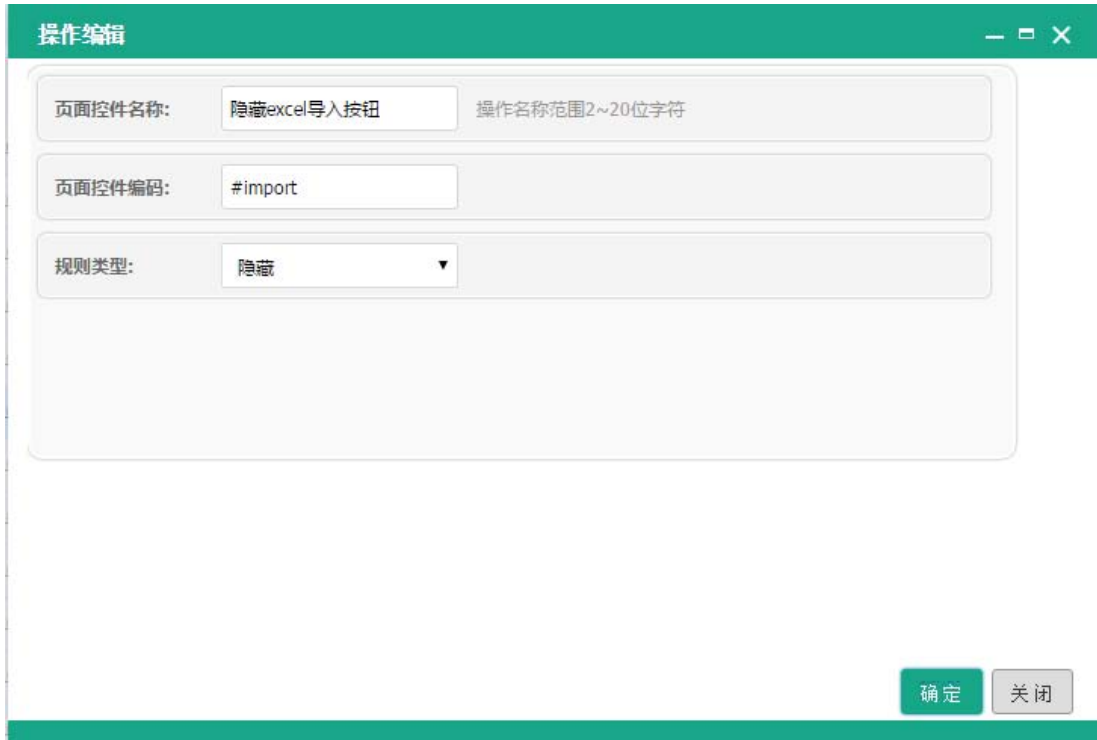 操作编辑
页面控件名称: 隐藏excel导入按钮 操作名称范围2~20位字符
页面控件编码: #import
规则类型: 隐藏
确定 关闭